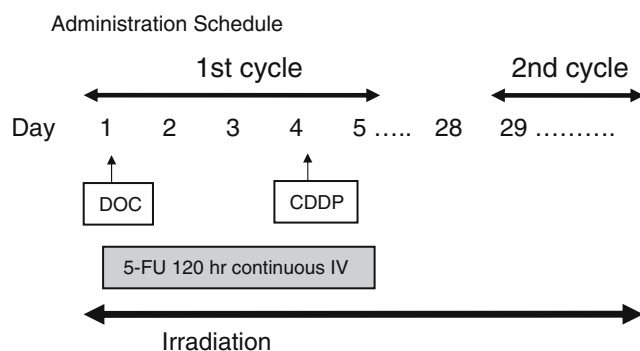 Administration Schedule
1st cycle
2nd cycle
Day 1 2 3 4 5 ..... 28 29 ..........
DOC
CDDP
5-FU 120 hr continuous IV
Irradiation